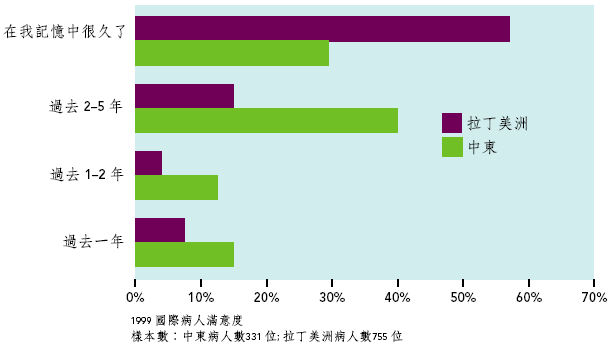 在我記憶中很久了
過去 2–5 年
拉丁美洲
中東
過去 1–2 年
過去一年
0% 10% 20% 30% 40% 50% 60% 70%
1999 國際病人滿意度
樣本數：中東病人數331 位; 拉丁美洲病人數755 位